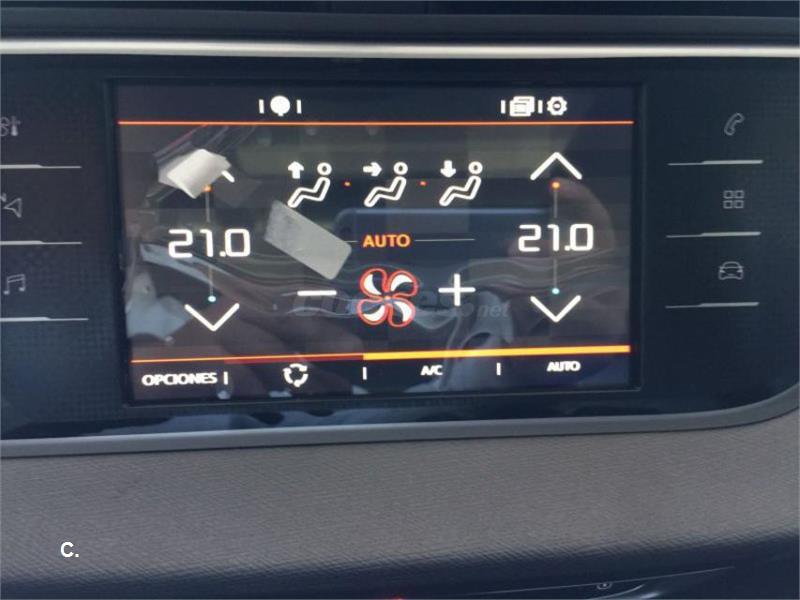 21.0
AUTO
21.0
OPCIONES
A/C
AUTO
C.